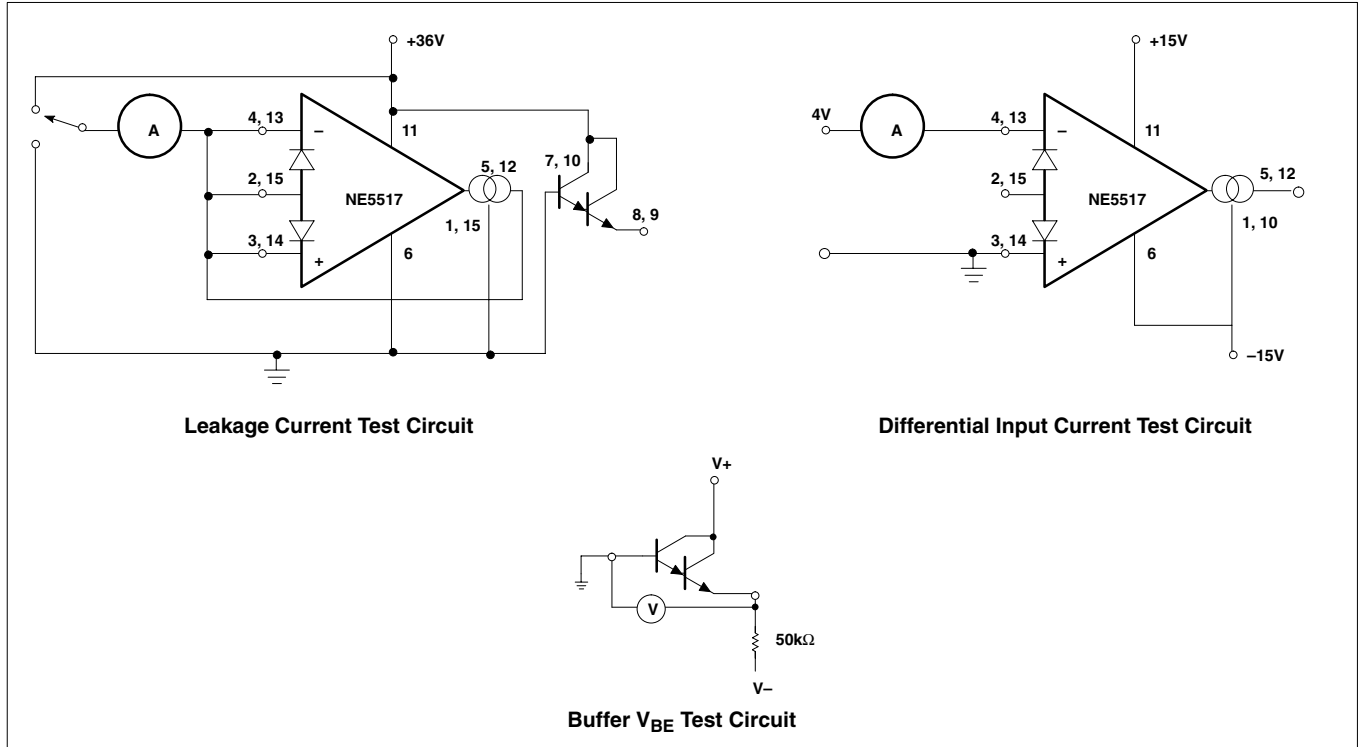 +36V
A
4, 13
–
11
2, 15
NE5517
5, 12
7, 10
1, 15
8, 9
3, 14
+
6
Leakage Current Test Circuit
+15V
4V
A
4, 13
–
11
2, 15
NE5517
5, 12
1, 10
3, 14
+
6
–15V
Differential Input Current Test Circuit
V+
V
50kΩ
V–
Buffer VBE Test Circuit